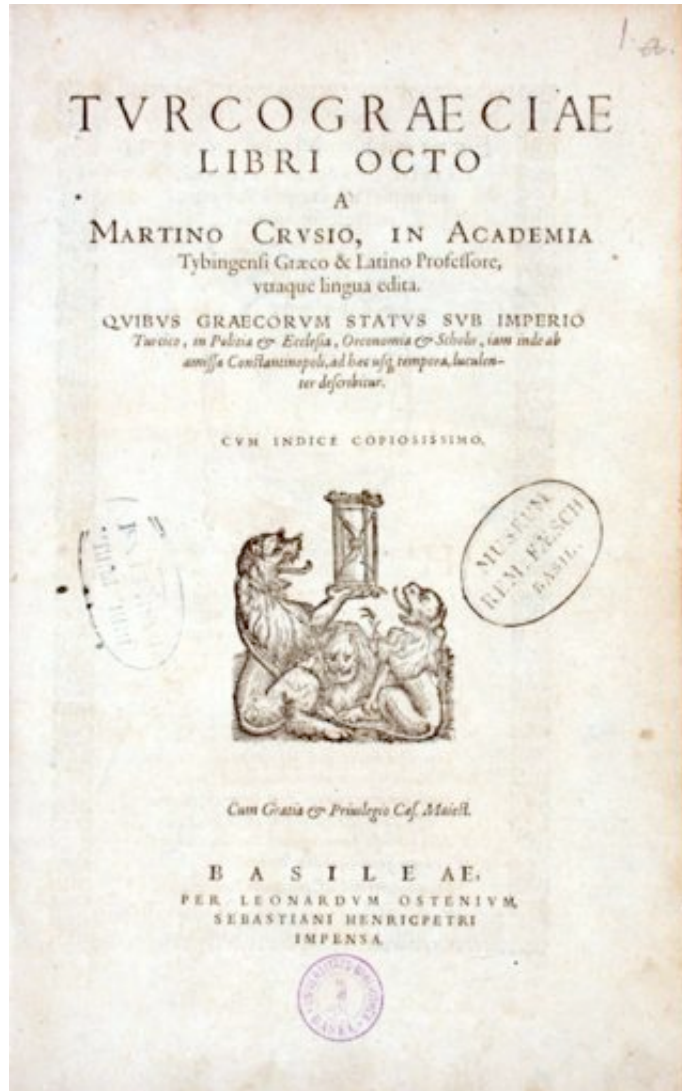 TVRCOGRAECIAE
LIBRI OCTO
A
MARTINO CRVSIO, IN ACADEMIA
Tybingensi Græco & Latino Professore,
vtraque lingua edita.
QVIBVS GRAECORVM STATVS SVB IMPERIO
Turcico, in Politia & Ecclesia, Oeconomia & Scholis, iam inde ab
amissa Constantinopoli, ad hæc usq; tempora, luculen-
ter describitur.
CVM INDICE COPIOSISSIMO.
MUSEUM
REM. FÆSCH
BASIL.
Cum Gratia & Priuilegio Cæs. Maiest.
BASILEAE,
PER LEONARDVM OSTENIVM,
SEBASTIANI HENRICPETRI
IMPENSA.